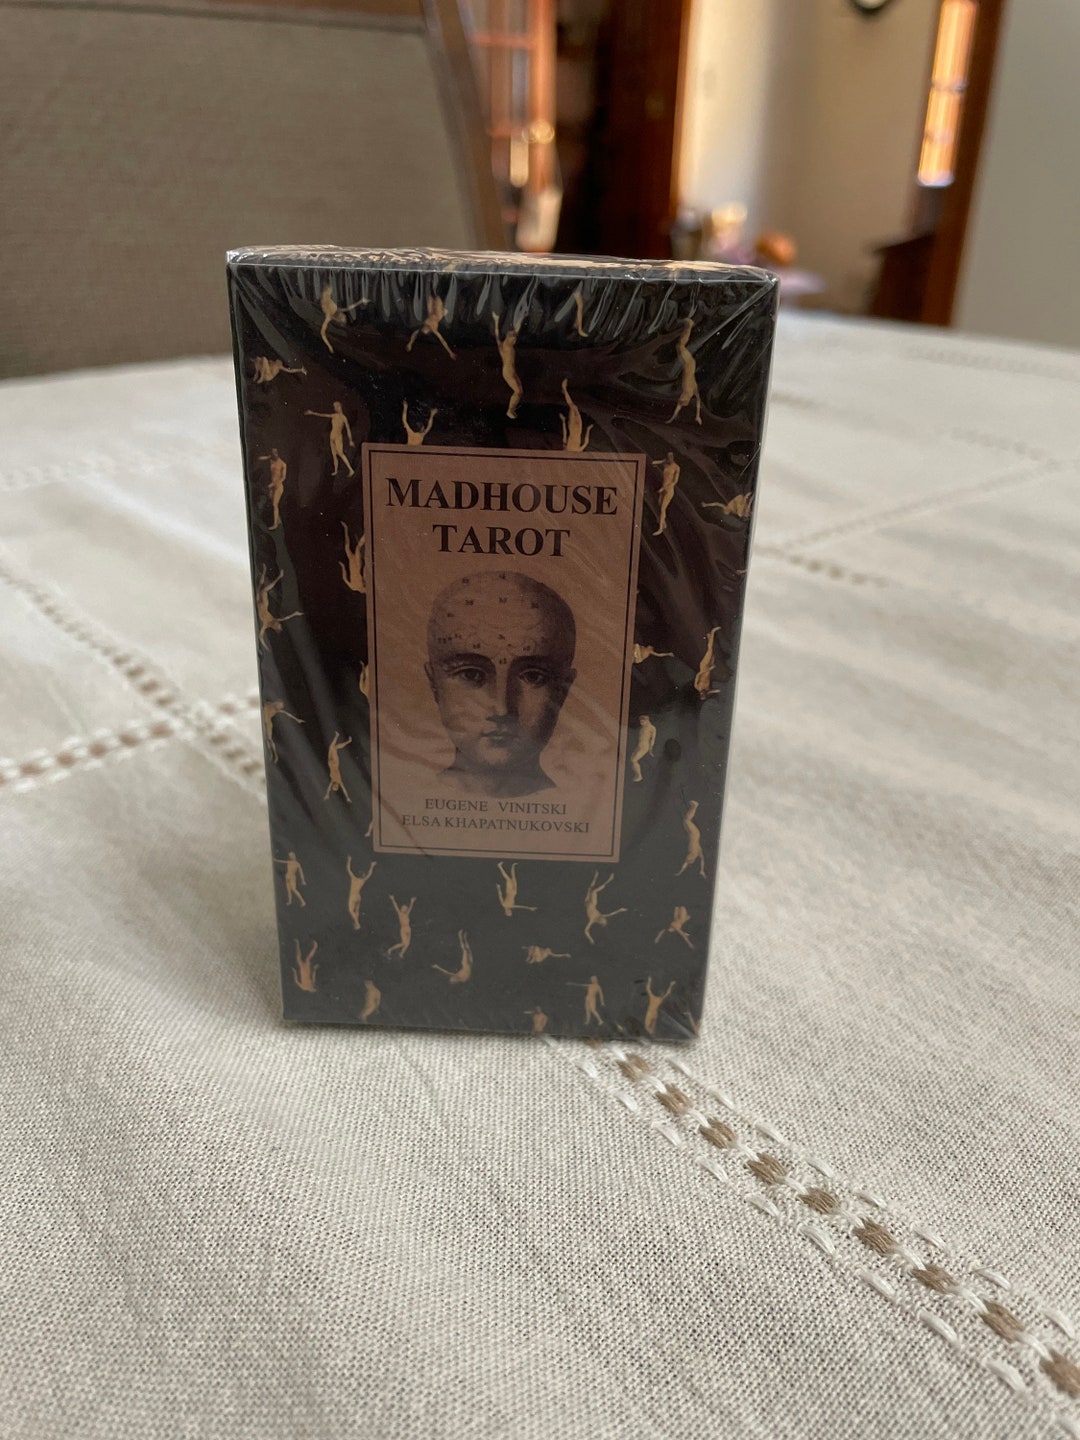 MADHOUSE
TAROT
EUGENE VINITSKI
ELSA KHAPATNUKOVSKI